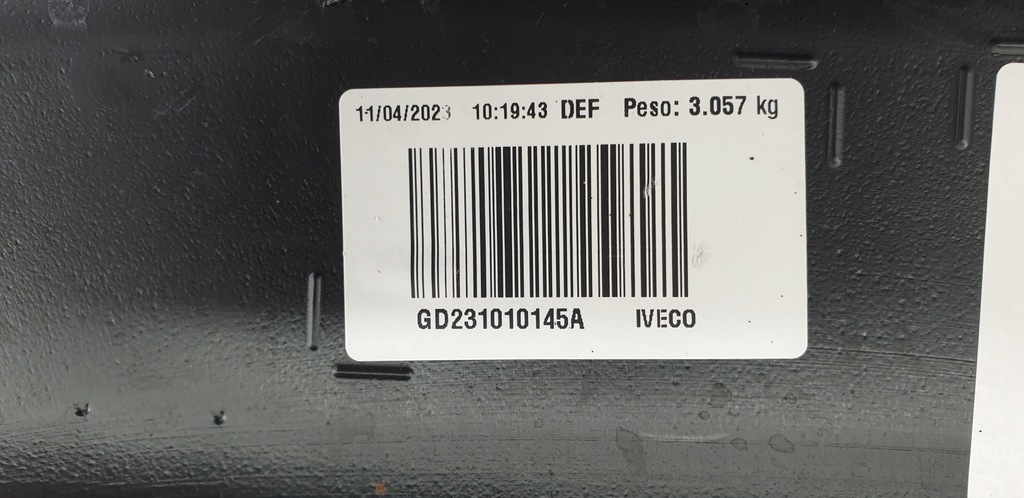 11/04/2023 10:19:43 DEF Peso: 3.057 kg
GD231010145A IVECO